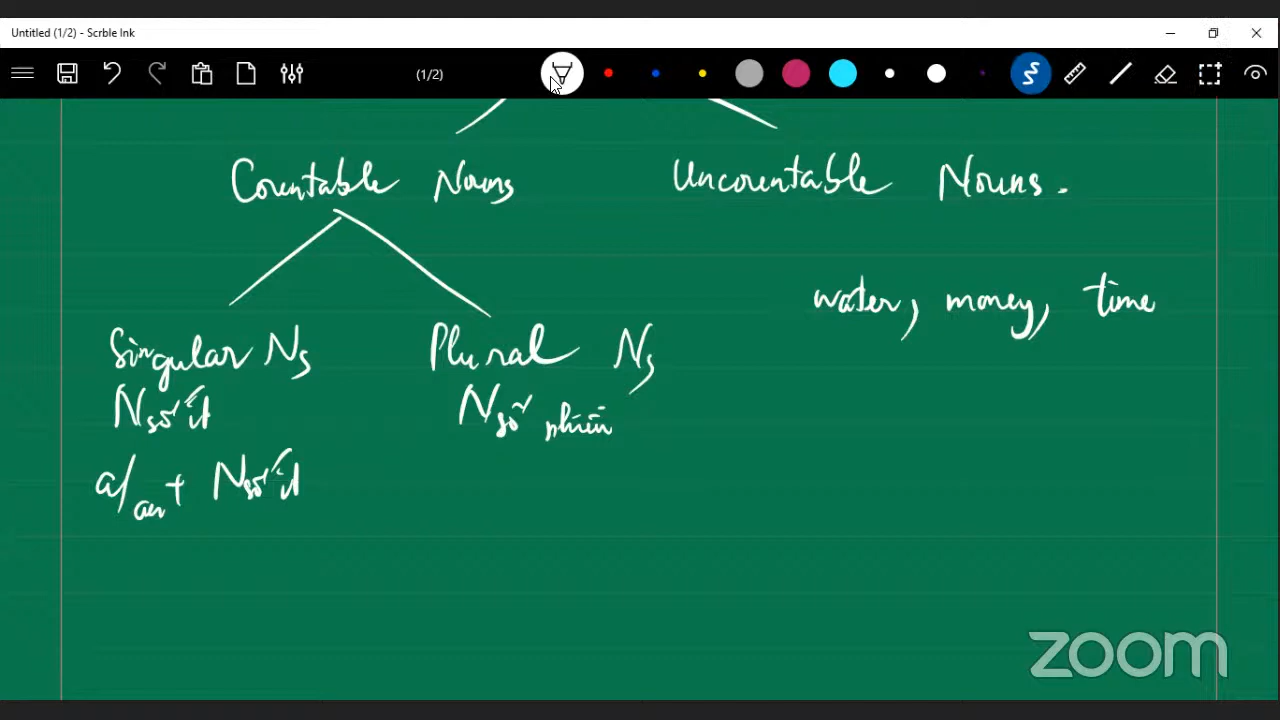 Untitled (1/2) - Scrble Ink
(1/2)
Countable Nouns
Uncountable Nouns.
water, money, time
Singular Ns
Plural Ns
N số ít
N số nhiều
a/an + N số ít
zoom